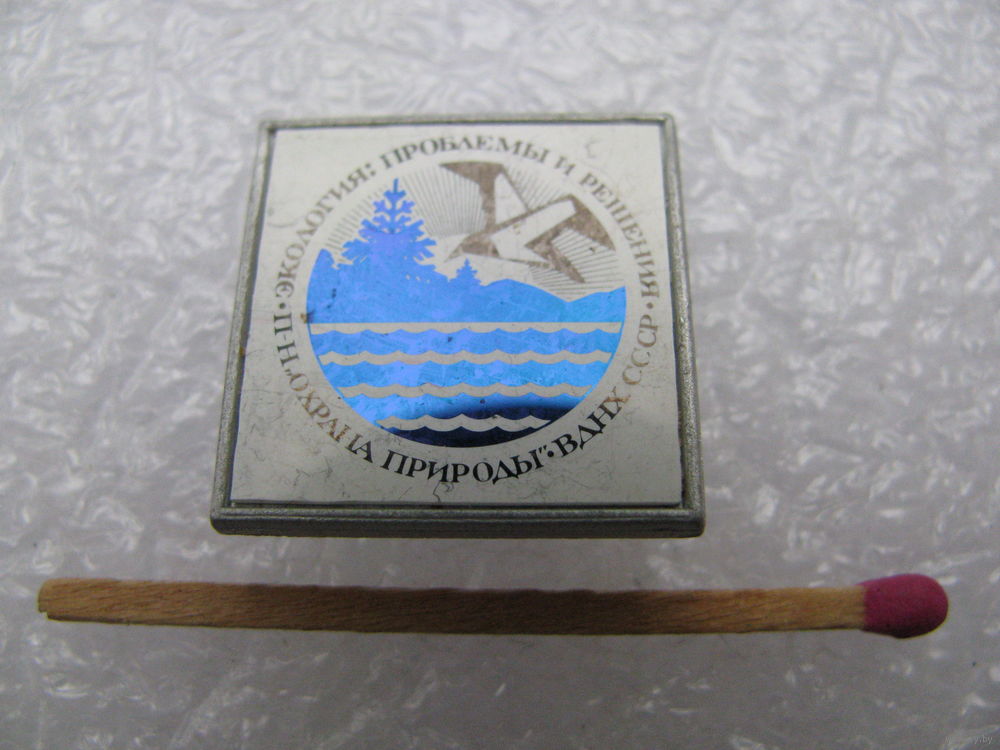 ЭКОЛОГИЯ: ПРОБЛЕМЫ И РЕШЕНИЯ • ВДНХ СССР • П-Н „ОХРАНА ПРИРОДЫ" •